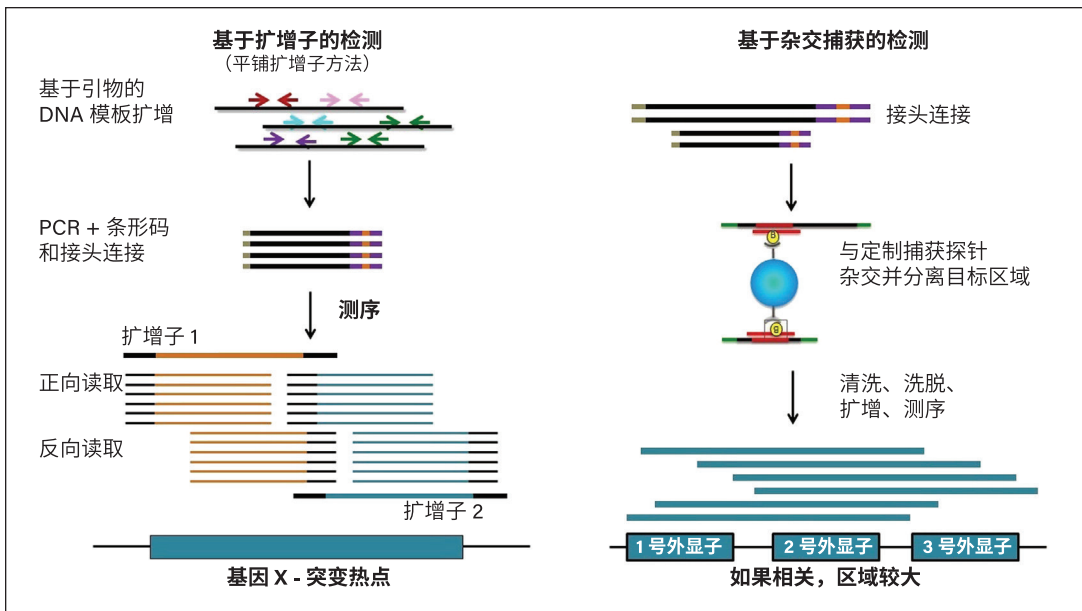 基于扩增子的检测
(平铺扩增子方法)
基于引物的
DNA 模板扩增
PCR + 条形码
和接头连接
测序
扩增子 1
正向读取
反向读取
扩增子 2
基因 X - 突变热点
基于杂交捕获的检测
接头连接
B
与定制捕获探针
杂交并分离目标区域
B
清洗、洗脱、
扩增、测序
1 号外显子
2 号外显子
3 号外显子
如果相关，区域较大